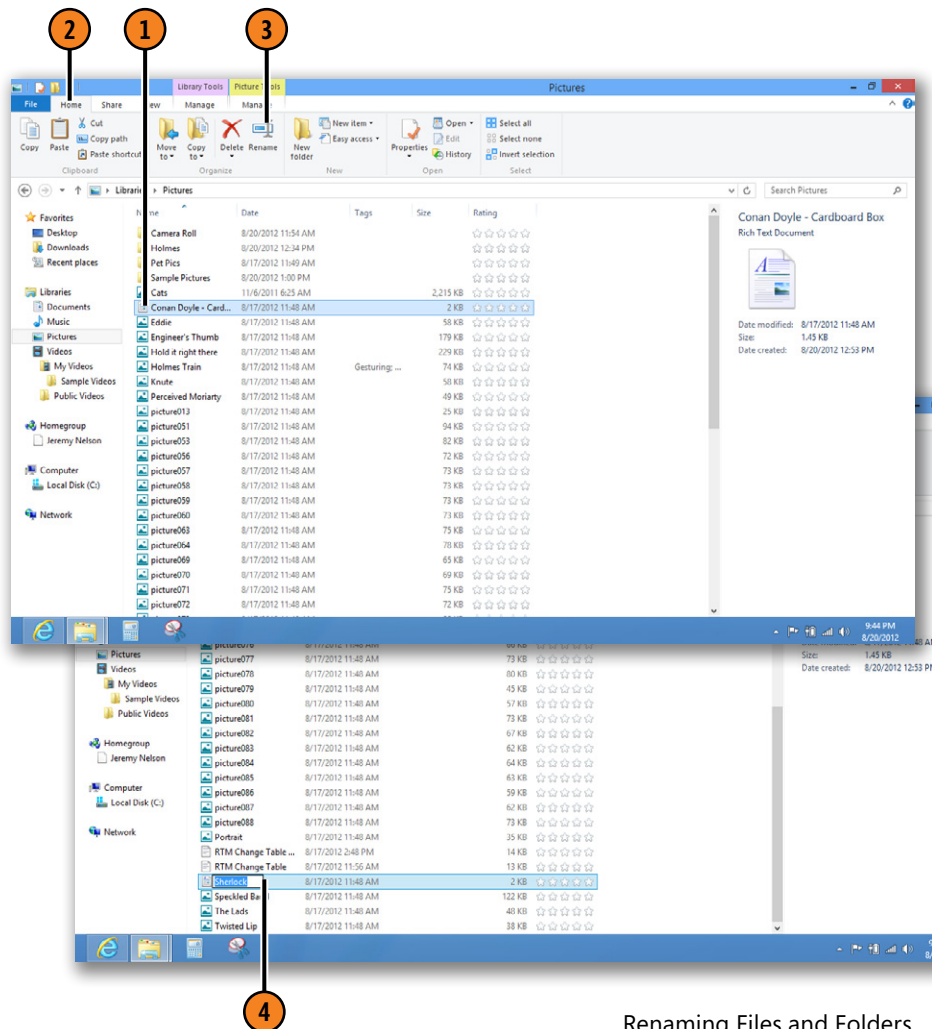 2 1 3
Library Tools Picture Tools Pictures
File Home Share View Manage Manage
Copy
Paste
Cut
Copy path
Paste shortcut
Clipboard
Move to
Copy to
Delete
Rename
Organize
New folder
New item
Easy access
New
Properties
Open
Edit
History
Open
Select all
Select none
Invert selection
Select
Libraries Pictures
Search Pictures
Favorites
Desktop
Downloads
Recent places
Libraries
Documents
Music
Pictures
Videos
My Videos
Sample Videos
Public Videos
Homegroup
Jeremy Nelson
Computer
Local Disk (C:)
Network
Name Date Tags Size Rating
Camera Roll 8/20/2012 11:54 AM
Holmes 8/20/2012 12:34 PM
Pet Pics 8/17/2012 11:49 AM
Sample Pictures 8/20/2012 1:00 PM
Cats 11/6/2011 6:25 AM 2,215 KB
Conan Doyle - Card... 8/17/2012 11:48 AM 2 KB
Eddie 8/17/2012 11:48 AM 58 KB
Engineer's Thumb 8/17/2012 11:48 AM 179 KB
Hold it right there 8/17/2012 11:48 AM 229 KB
Holmes Train 8/17/2012 11:48 AM Gesturing; ... 74 KB
Knute 8/17/2012 11:48 AM 58 KB
Perceived Moriarty 8/17/2012 11:48 AM 49 KB
picture013 8/17/2012 11:48 AM 25 KB
picture051 8/17/2012 11:48 AM 94 KB
picture053 8/17/2012 11:48 AM 82 KB
picture056 8/17/2012 11:48 AM 72 KB
picture057 8/17/2012 11:48 AM 73 KB
picture058 8/17/2012 11:48 AM 73 KB
picture059 8/17/2012 11:48 AM 73 KB
picture060 8/17/2012 11:48 AM 73 KB
picture063 8/17/2012 11:48 AM 75 KB
picture064 8/17/2012 11:48 AM 78 KB
picture069 8/17/2012 11:48 AM 65 KB
picture070 8/17/2012 11:48 AM 69 KB
picture071 8/17/2012 11:48 AM 75 KB
picture072 8/17/2012 11:48 AM 72 KB
Conan Doyle - Cardboard Box
Rich Text Document
Date modified: 8/17/2012 11:48 AM
Size: 1.45 KB
Date created: 8/20/2012 12:53 PM
9:44 PM
8/20/2012
Pictures
Videos
My Videos
Sample Videos
Public Videos
Homegroup
Jeremy Nelson
Computer
Local Disk (C:)
Network
picture076 8/17/2012 11:48 AM
picture077 8/17/2012 11:48 AM 73 KB
picture078 8/17/2012 11:48 AM 80 KB
picture079 8/17/2012 11:48 AM 45 KB
picture080 8/17/2012 11:48 AM 57 KB
picture081 8/17/2012 11:48 AM 73 KB
picture082 8/17/2012 11:48 AM 67 KB
picture083 8/17/2012 11:48 AM 62 KB
picture084 8/17/2012 11:48 AM 64 KB
picture085 8/17/2012 11:48 AM 63 KB
picture086 8/17/2012 11:48 AM 59 KB
picture087 8/17/2012 11:48 AM 62 KB
picture088 8/17/2012 11:48 AM 73 KB
Portrait 8/17/2012 11:48 AM 35 KB
RTM Change Table ... 8/17/2012 2:48 PM 14 KB
RTM Change Table 8/17/2012 11:56 AM 13 KB
Sherlock 8/17/2012 11:48 AM 2 KB
Speckled Band 8/17/2012 11:48 AM 122 KB
The Lads 8/17/2012 11:48 AM 48 KB
Twisted Lip 8/17/2012 11:48 AM 38 KB
Size: 1.45 KB
Date created: 8/20/2012 12:53 PM
4
Renaming Files and Folders